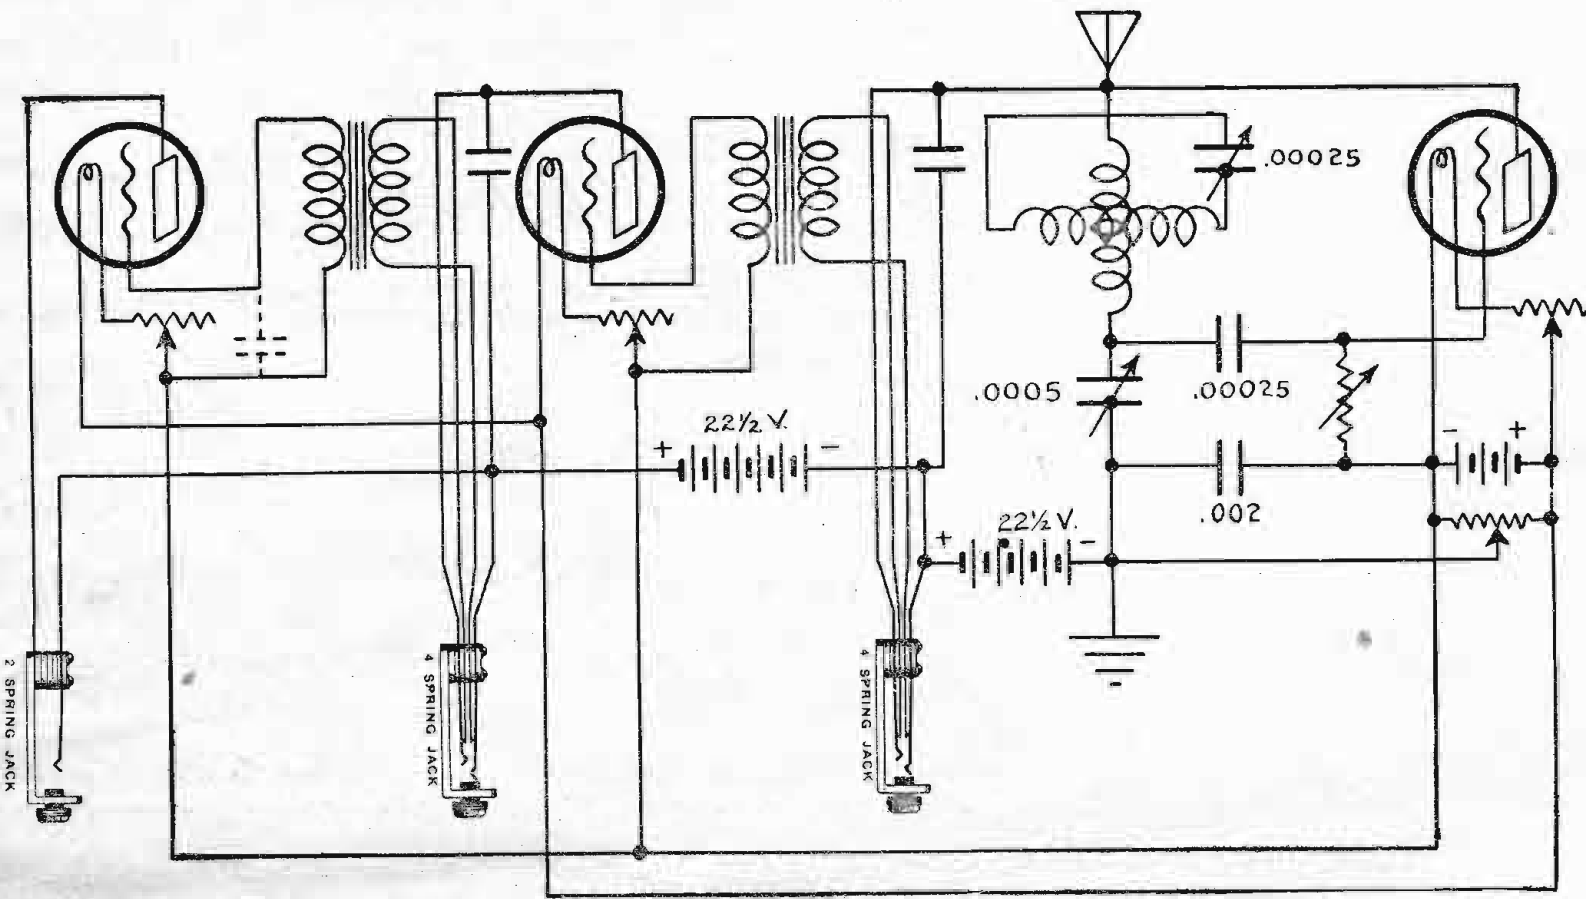 .00025
.0005
.00025
22½ V.
+ -
- +
.002
22½ V.
+ -
2 SPRING JACK
4 SPRING JACK
4 SPRING JACK